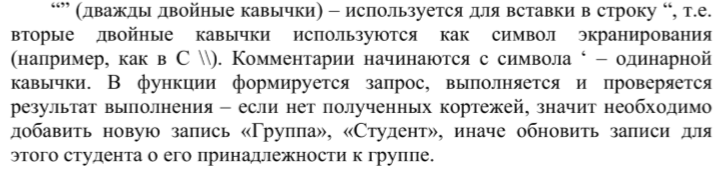 “” (дважды двойные кавычки) – используется для вставки в строку “, т.е.
вторые двойные кавычки используются как символ экранирования
(например, как в С \\). Комментарии начинаются с символа ‘ – одинарной
кавычки. В функции формируется запрос, выполняется и проверяется
результат выполнения – если нет полученных кортежей, значит необходимо
добавить новую запись «Группа», «Студент», иначе обновить записи для
этого студента о его принадлежности к группе.